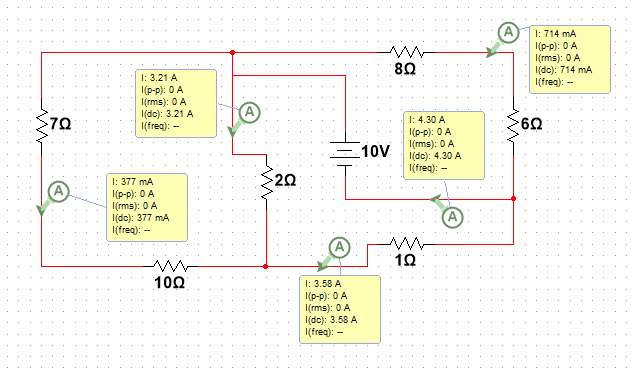 A
I: 714 mA
I(p-p): 0 A
I(rms): 0 A
I(dc): 714 mA
I(freq): --
8Ω
I: 3.21 A
I(p-p): 0 A
I(rms): 0 A
I(dc): 3.21 A
I(freq): --
A
7Ω
6Ω
I: 4.30 A
I(p-p): 0 A
I(rms): 0 A
I(dc): 4.30 A
I(freq): --
10V
A
I: 377 mA
I(p-p): 0 A
I(rms): 0 A
I(dc): 377 mA
I(freq): --
2Ω
A
A
1Ω
10Ω
I: 3.58 A
I(p-p): 0 A
I(rms): 0 A
I(dc): 3.58 A
I(freq): --